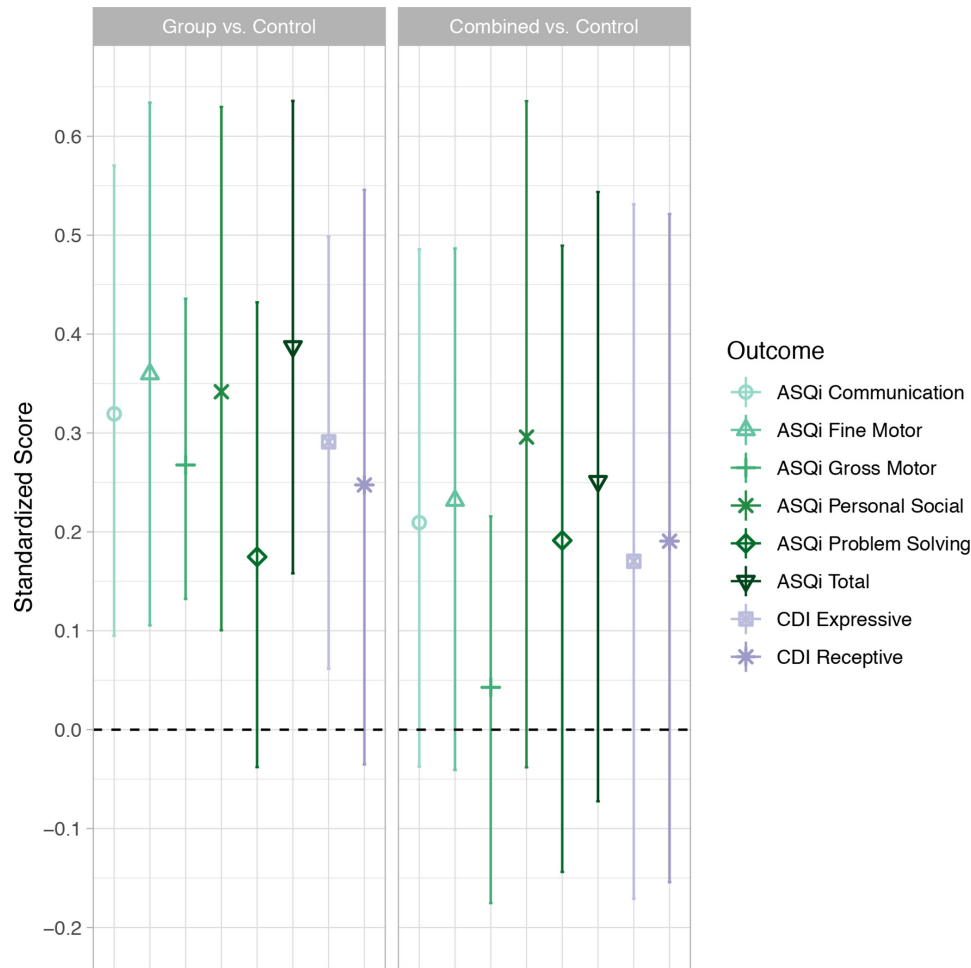 Group vs. Control
Combined vs. Control
Standardized Score
0.6
0.5
0.4
0.3
0.2
0.1
0.0
−0.1
−0.2
Outcome
ASQi Communication
ASQi Fine Motor
ASQi Gross Motor
ASQi Personal Social
ASQi Problem Solving
ASQi Total
CDI Expressive
CDI Receptive